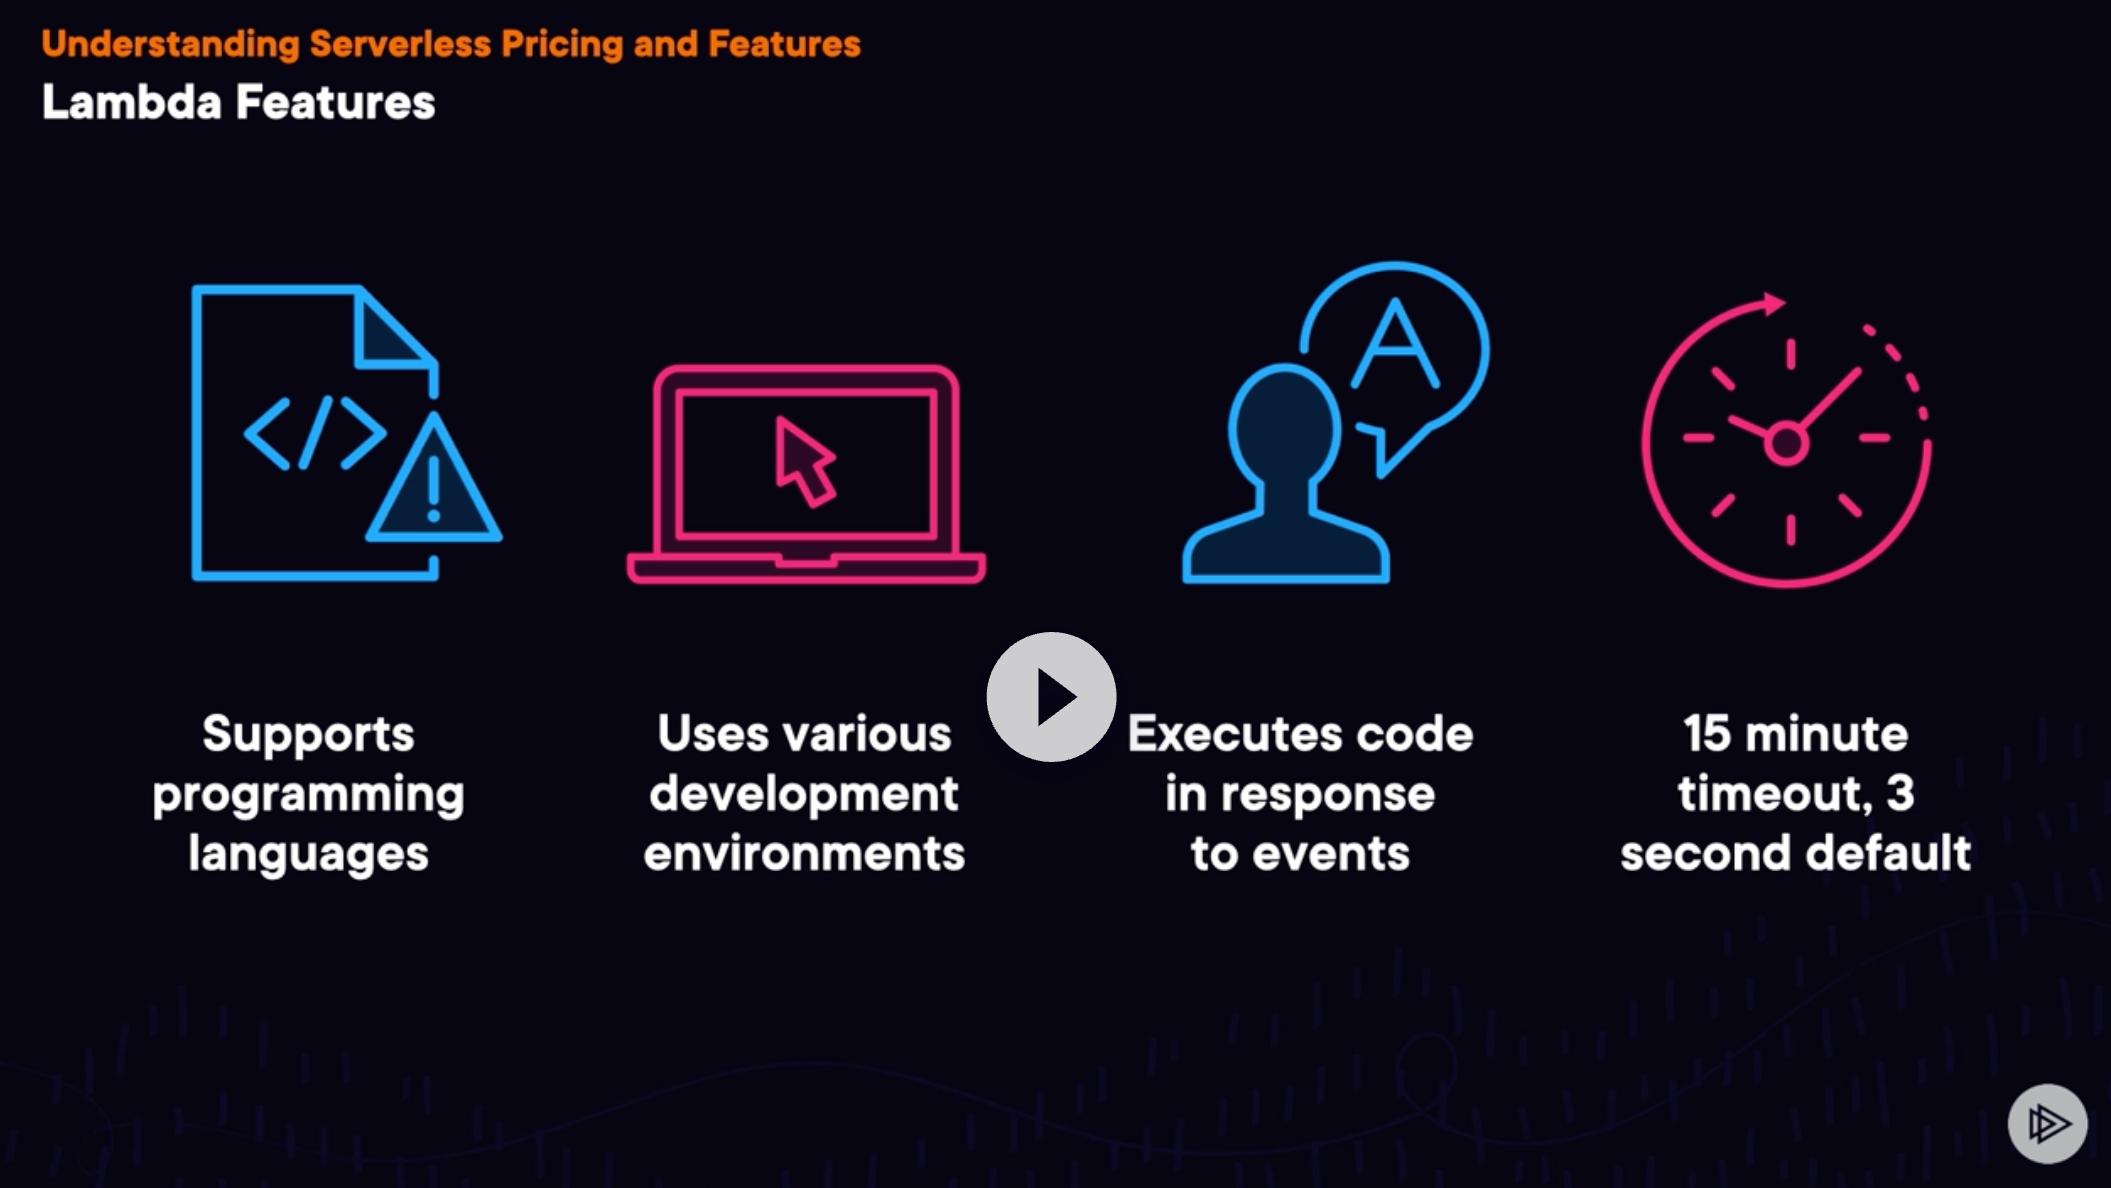 Understanding Serverless Pricing and Features
Lambda Features
A
Supports
programming
languages
Uses various
development
environments
Executes code
in response
to events
15 minute
timeout, 3
second default